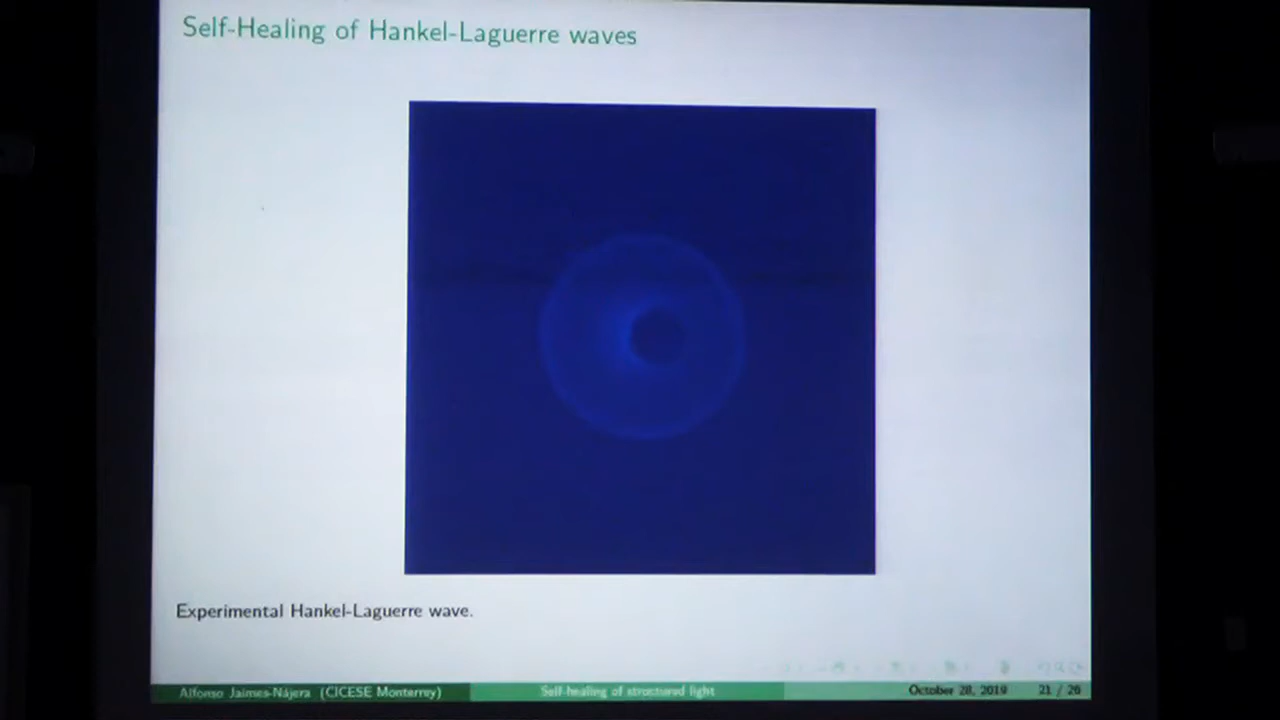 Self-Healing of Hankel-Laguerre waves
Experimental Hankel-Laguerre wave.
Alfonso Jaimes-Nájera (CICESE Monterrey)
Self-healing of structured light
October 28, 2019
21 / 26